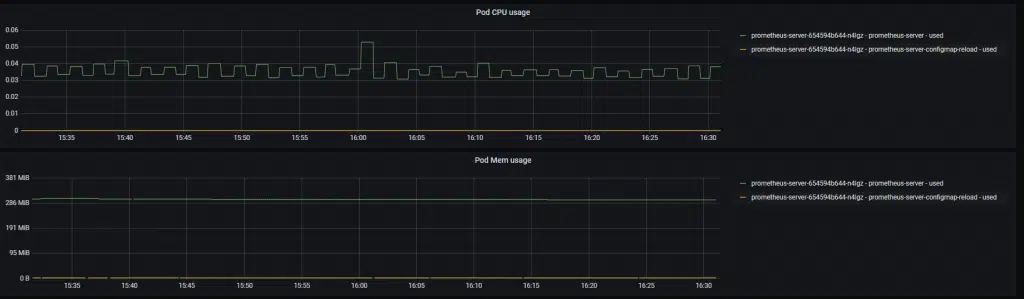 Pod CPU usage
0.06
0.05
0.04
0.03
0.02
0.01
0
15:35 15:40 15:45 15:50 15:55 16:00 16:05 16:10 16:15 16:20 16:25 16:30
prometheus-server-654594b644-n4lgz - prometheus-server - used
prometheus-server-654594b644-n4lgz - prometheus-server-configmap-reload - used
Pod Mem usage
381 MiB
286 MiB
191 MiB
95 MiB
0 B
15:35 15:40 15:45 15:50 15:55 16:00 16:05 16:10 16:15 16:20 16:25 16:30
prometheus-server-654594b644-n4lgz - prometheus-server - used
prometheus-server-654594b644-n4lgz - prometheus-server-configmap-reload - used